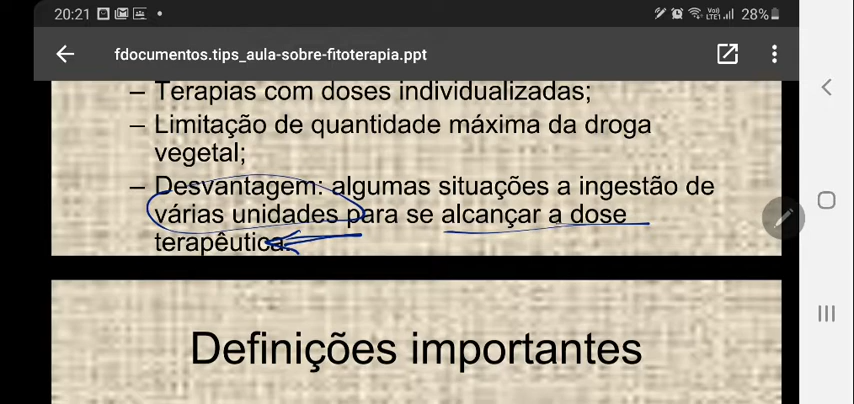 20:21 28%
fdocumentos.tips_aula-sobre-fitoterapia.ppt
– Terapias com doses individualizadas;
– Limitação de quantidade máxima da droga
vegetal;
– Desvantagem: algumas situações a ingestão de
várias unidades para se alcançar a dose
terapêutica.
Definições importantes